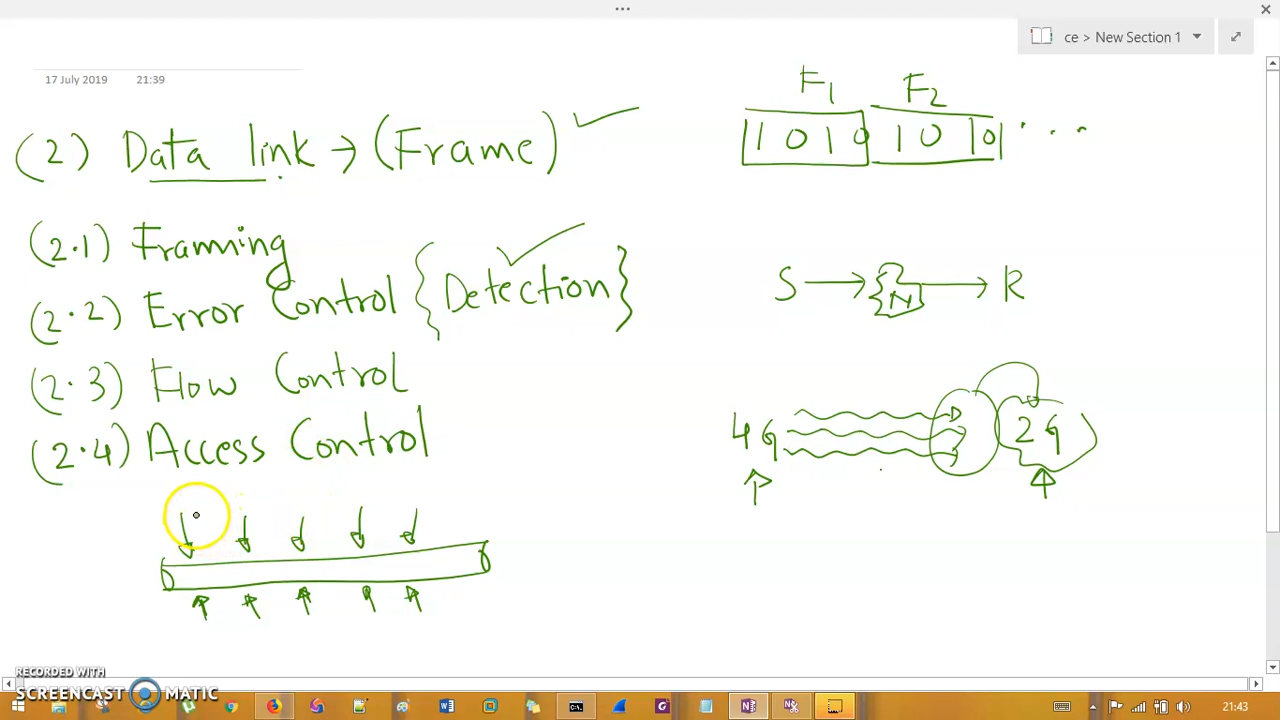 ce > New Section 1
17 July 2019 21:39
F1 F2
1 0 1 0 1 0 1 0 ...
(2) Data link → (Frame) ✓
(2.1) Framing
(2.2) Error Control { Detection } ✓
S → N → R
(2.3) Flow Control
4G 2G
(2.4) Access Control
RECORDED WITH
SCREENCAST MATIC
21:43